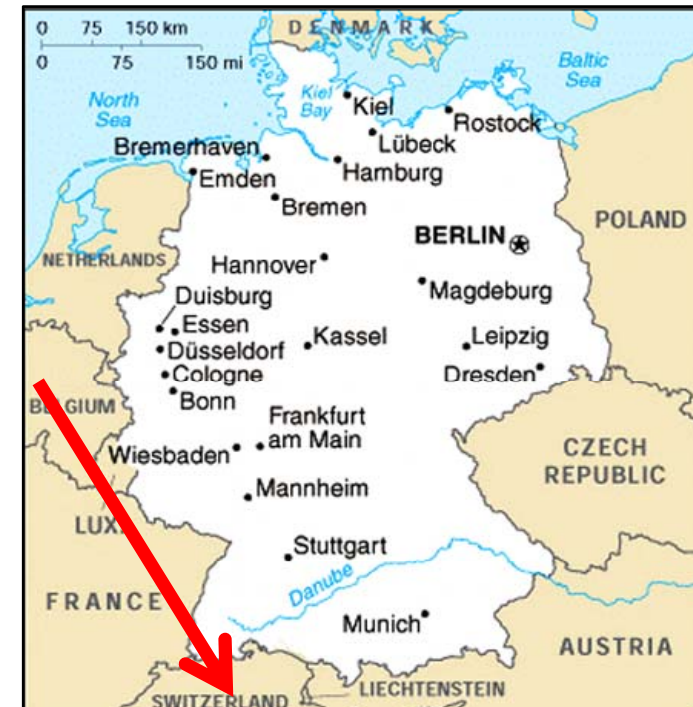 0 75 150 km
0 75 150 mi
DENMARK
North
Sea
Baltic
Sea
Kiel
Bay
Kiel
Rostock
Lübeck
Bremerhaven
Emden
Hamburg
Bremen
POLAND
BERLIN
NETHERLANDS
Hannover
Magdeburg
Duisburg
Essen
Kassel
Leipzig
Düsseldorf
Cologne
Dresden
BELGIUM
Bonn
Frankfurt
am Main
Wiesbaden
CZECH
REPUBLIC
Mannheim
LUX.
Stuttgart
Danube
FRANCE
Munich
AUSTRIA
SWITZERLAND
LIECHTENSTEIN